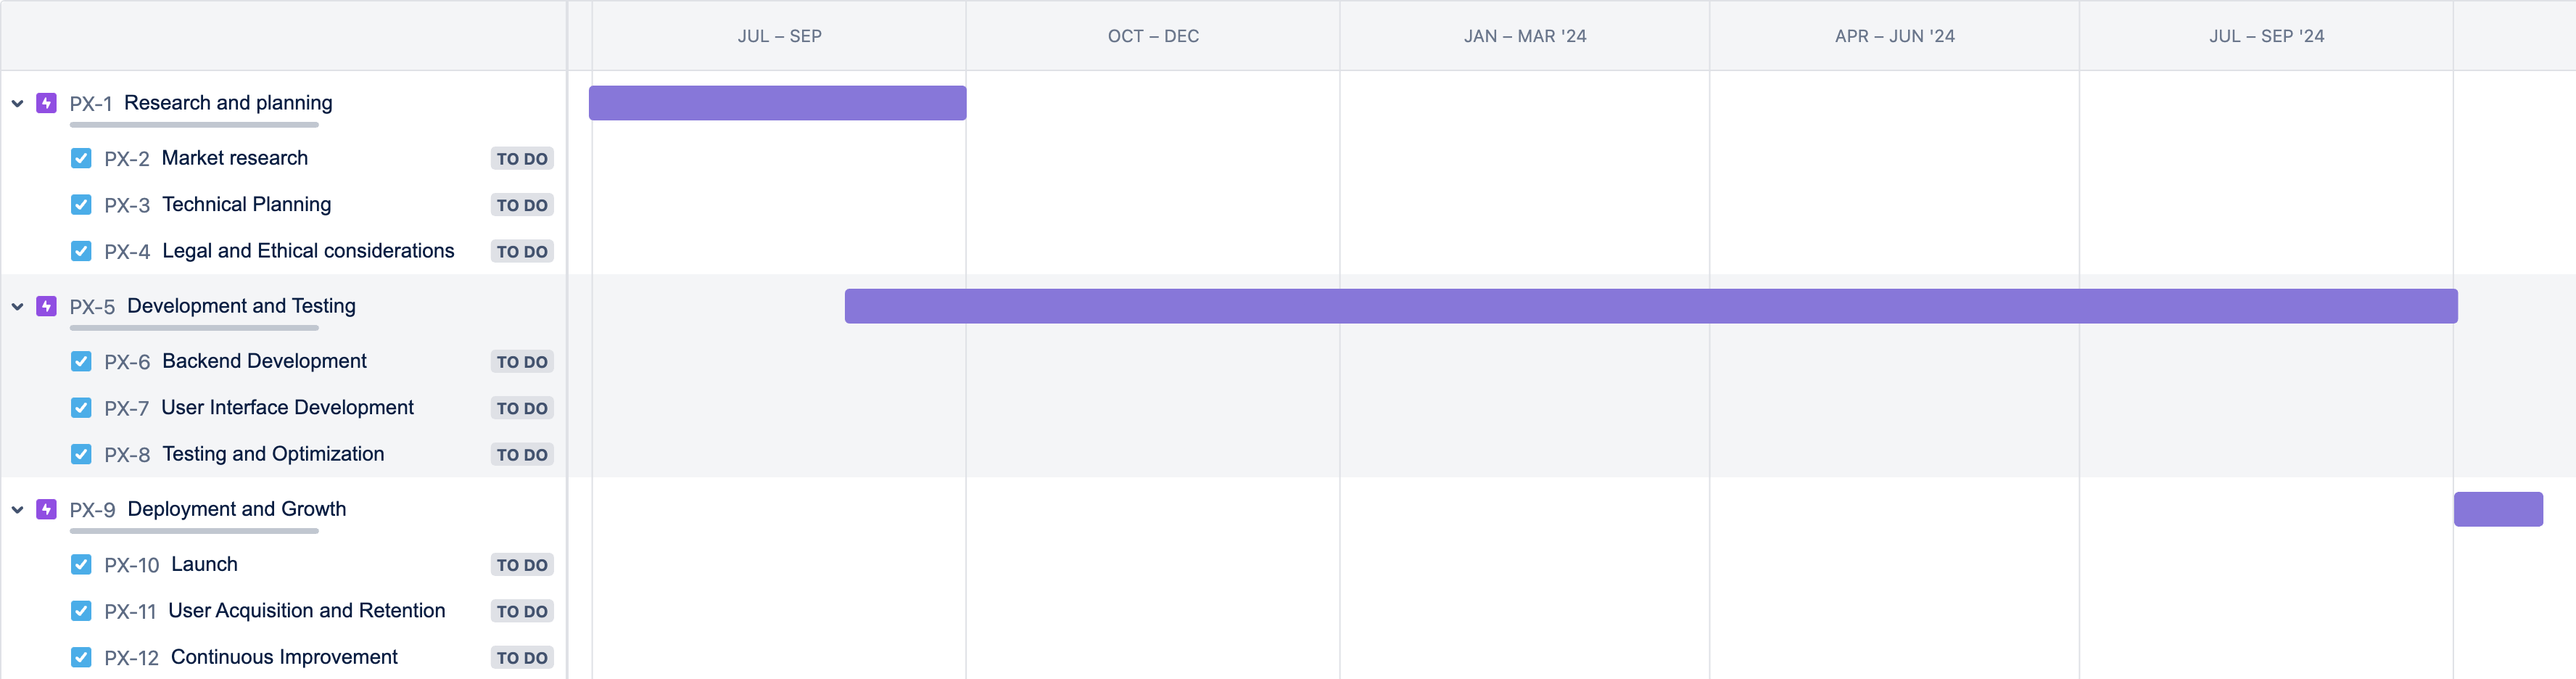 JUL – SEP OCT – DEC JAN – MAR '24 APR – JUN '24 JUL – SEP '24
PX-1 Research and planning
PX-2 Market research TO DO
PX-3 Technical Planning TO DO
PX-4 Legal and Ethical considerations TO DO
PX-5 Development and Testing
PX-6 Backend Development TO DO
PX-7 User Interface Development TO DO
PX-8 Testing and Optimization TO DO
PX-9 Deployment and Growth
PX-10 Launch TO DO
PX-11 User Acquisition and Retention TO DO
PX-12 Continuous Improvement TO DO